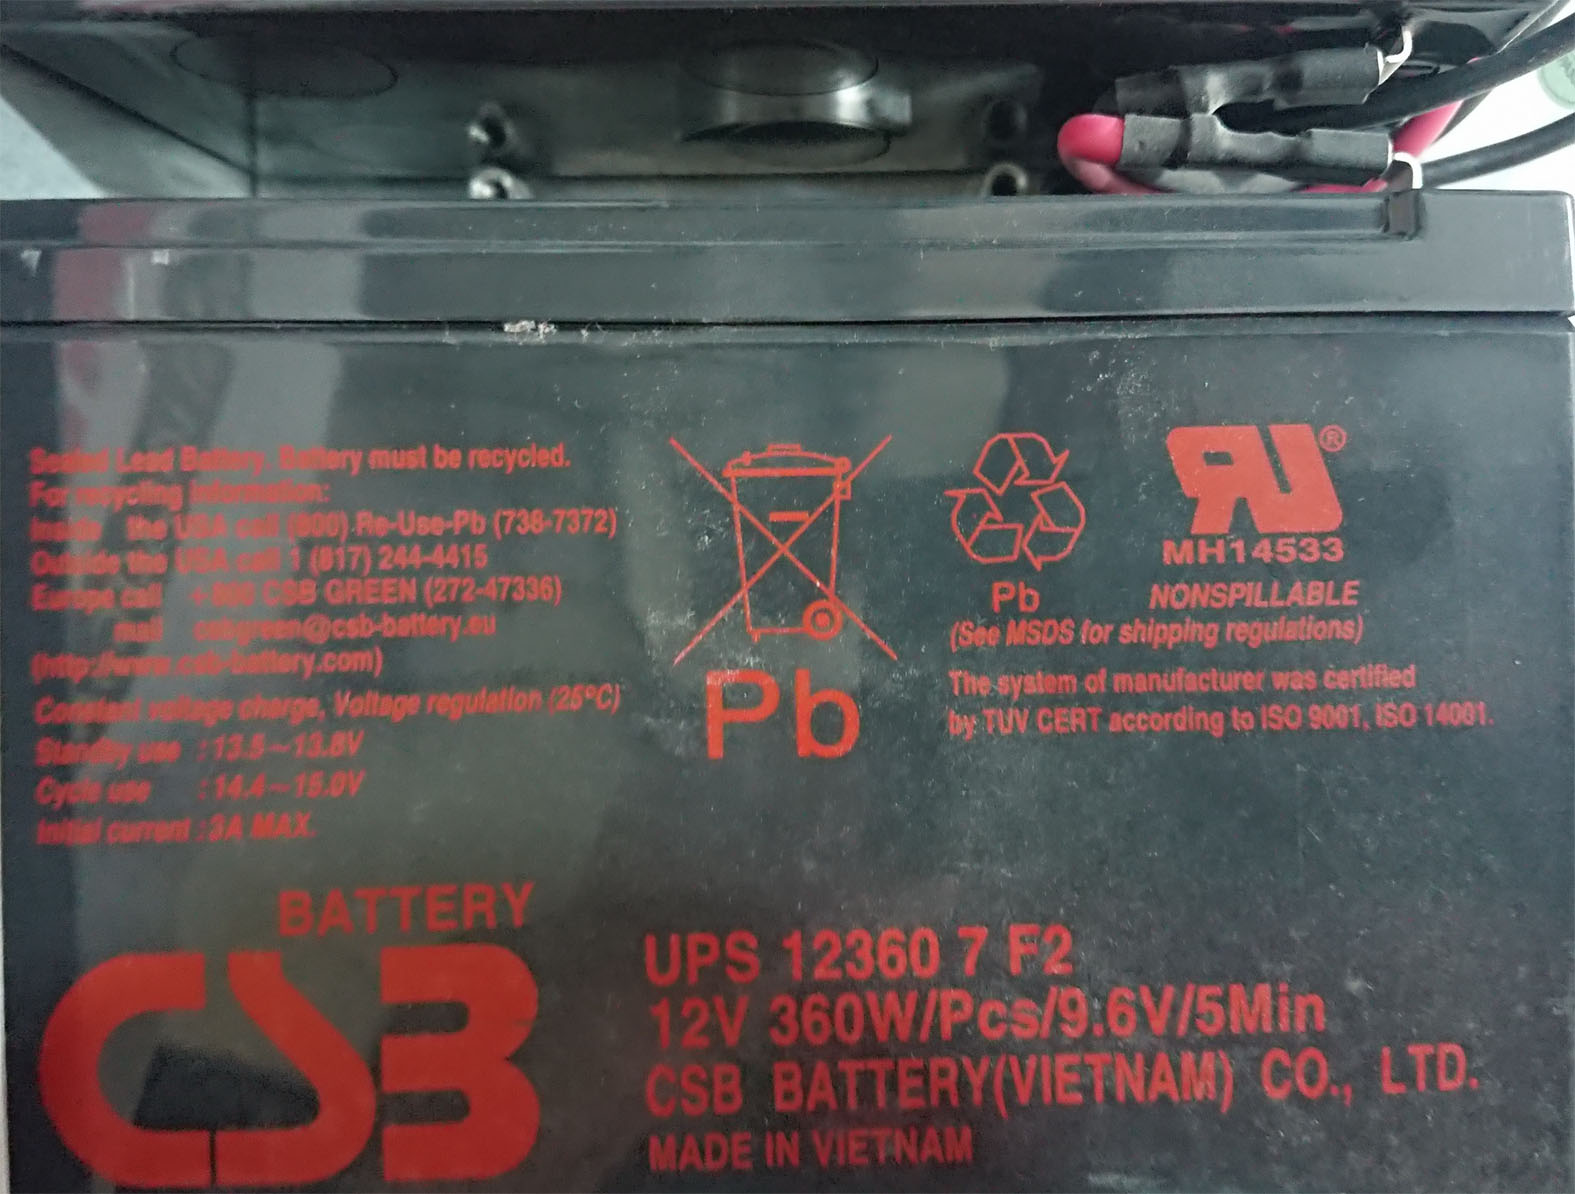 Sealed Lead Battery. Battery must be recycled.
For recycling information:
Inside the USA call (800) Re-Use-Pb (738-7372)
Outside the USA call 1 (817) 244-4415
Europe call +800 CSB GREEN (272-47336)
mail csbgreen@csb-battery.eu
(http://www.csb-battery.com)
Constant voltage charge, Voltage regulation (25ºC)
Standby use :13.5~13.8V
Cycle use :14.4~15.0V
Initial current :3A MAX.
Pb
Pb
RU®
MH14533
NONSPILLABLE
(See MSDS for shipping regulations)
The system of manufacturer was certified
by TUV CERT according to ISO 9001, ISO 14001.
BATTERY
CSB
UPS 12360 7 F2
12V 360W/Pcs/9.6V/5Min
CSB BATTERY(VIETNAM) CO., LTD.
MADE IN VIETNAM